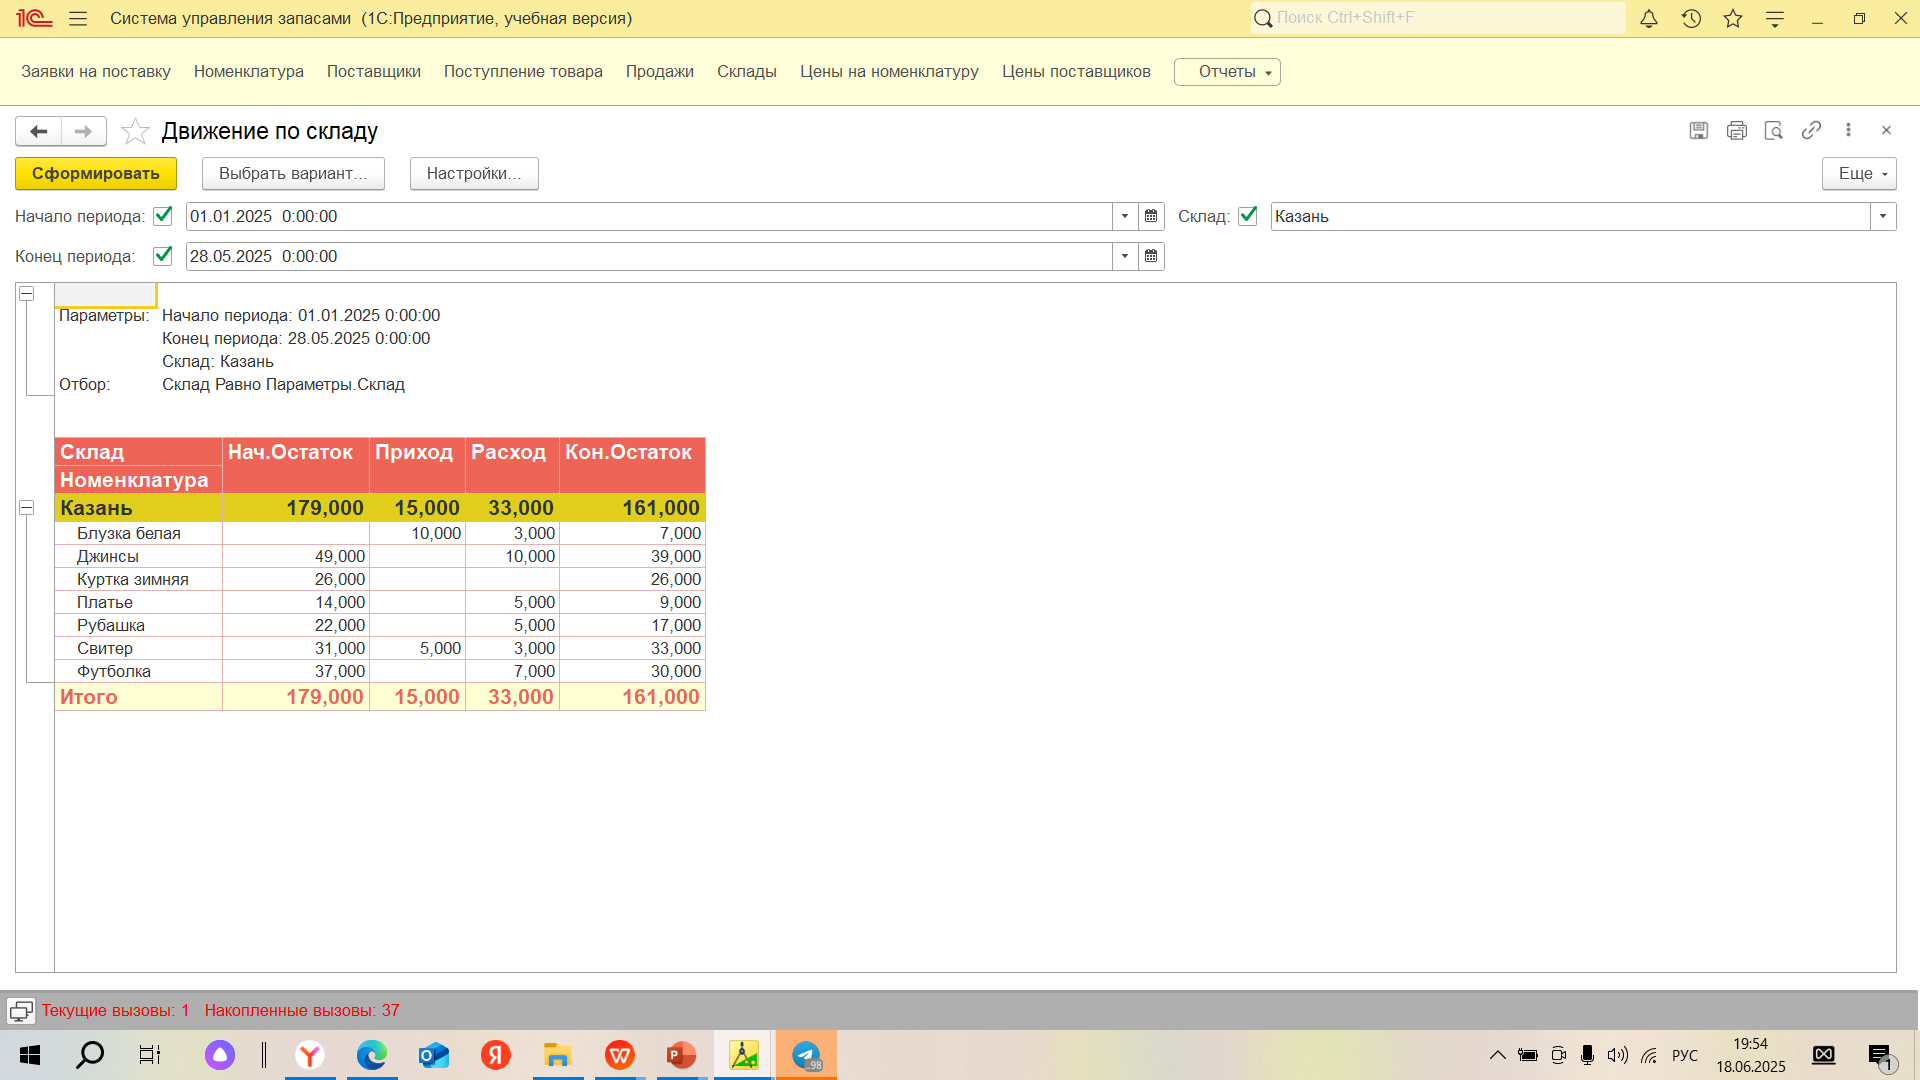 1С Система управления запасами (1С:Предприятие, учебная версия) Поиск Ctrl+Shift+F
Заявки на поставку Номенклатура Поставщики Поступление товара Продажи Склады Цены на номенклатуру Цены поставщиков Отчеты
Движение по складу
Сформировать Выбрать вариант... Настройки... Еще
Начало периода: 01.01.2025 0:00:00 Склад: Казань
Конец периода: 28.05.2025 0:00:00
Параметры: Начало периода: 01.01.2025 0:00:00
Конец периода: 28.05.2025 0:00:00
Склад: Казань
Отбор: Склад Равно Параметры.Склад
Склад Нач.Остаток Приход Расход Кон.Остаток
Номенклатура
Казань 179,000 15,000 33,000 161,000
Блузка белая 10,000 3,000 7,000
Джинсы 49,000 10,000 39,000
Куртка зимняя 26,000 26,000
Платье 14,000 5,000 9,000
Рубашка 22,000 5,000 17,000
Свитер 31,000 5,000 3,000 33,000
Футболка 37,000 7,000 30,000
Итого 179,000 15,000 33,000 161,000
Текущие вызовы: 1 Накопленные вызовы: 37
98
РУС
19:54
18.06.2025
1